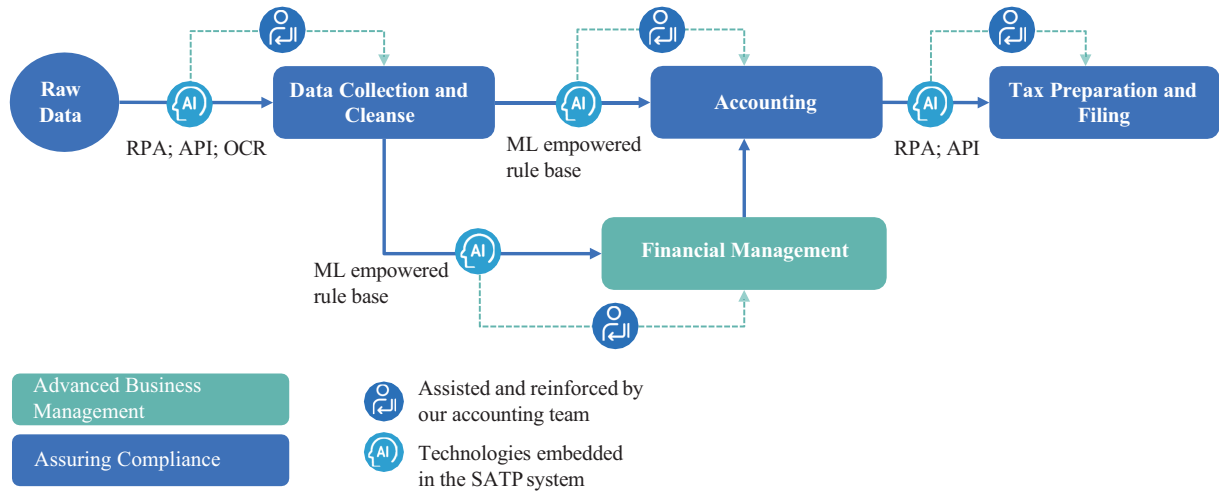 Raw
Data
AI
RPA; API; OCR
Data Collection and
Cleanse
AI
ML empowered
rule base
Accounting
AI
RPA; API
Tax Preparation and
Filing
AI
ML empowered
rule base
Financial Management
Advanced Business
Management
Assuring Compliance
Assisted and reinforced by
our accounting team
AI
Technologies embedded
in the SATP system